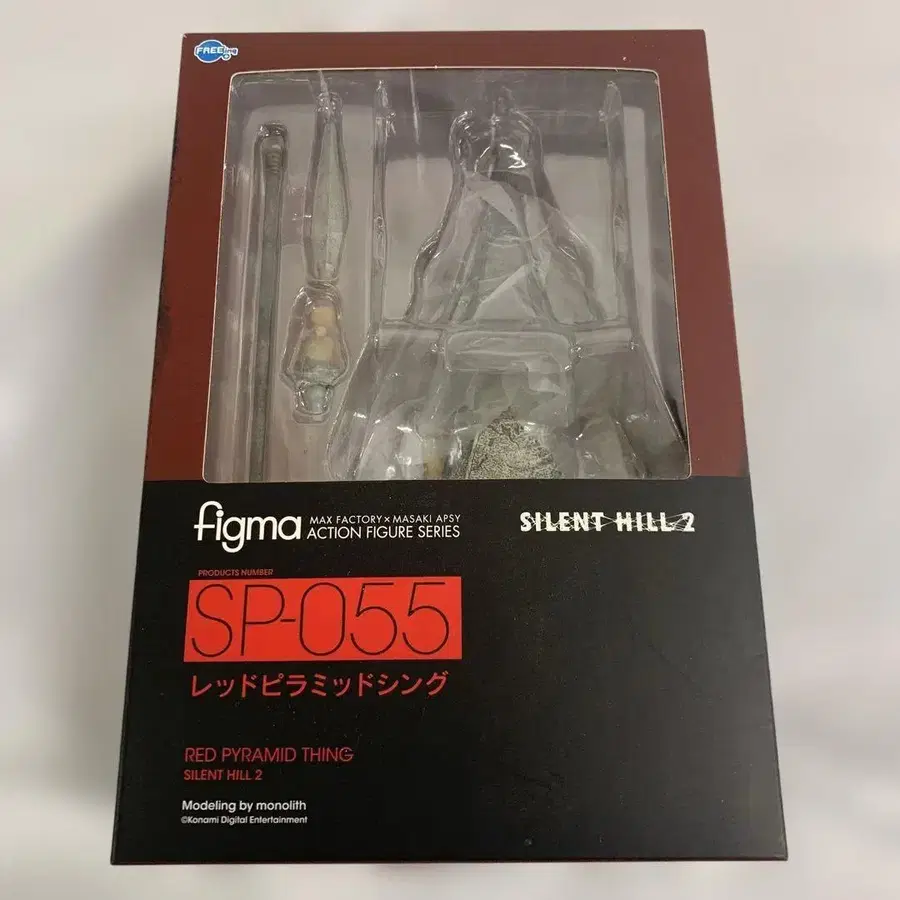 FREEing
figma
MAX FACTORY × MASAKI APSY
ACTION FIGURE SERIES
SILENT HILL 2
PRODUCTS NUMBER
SP-055
レッドピラミッドシング
RED PYRAMID THING
SILENT HILL 2
Modeling by monolith
©Konami Digital Entertainment